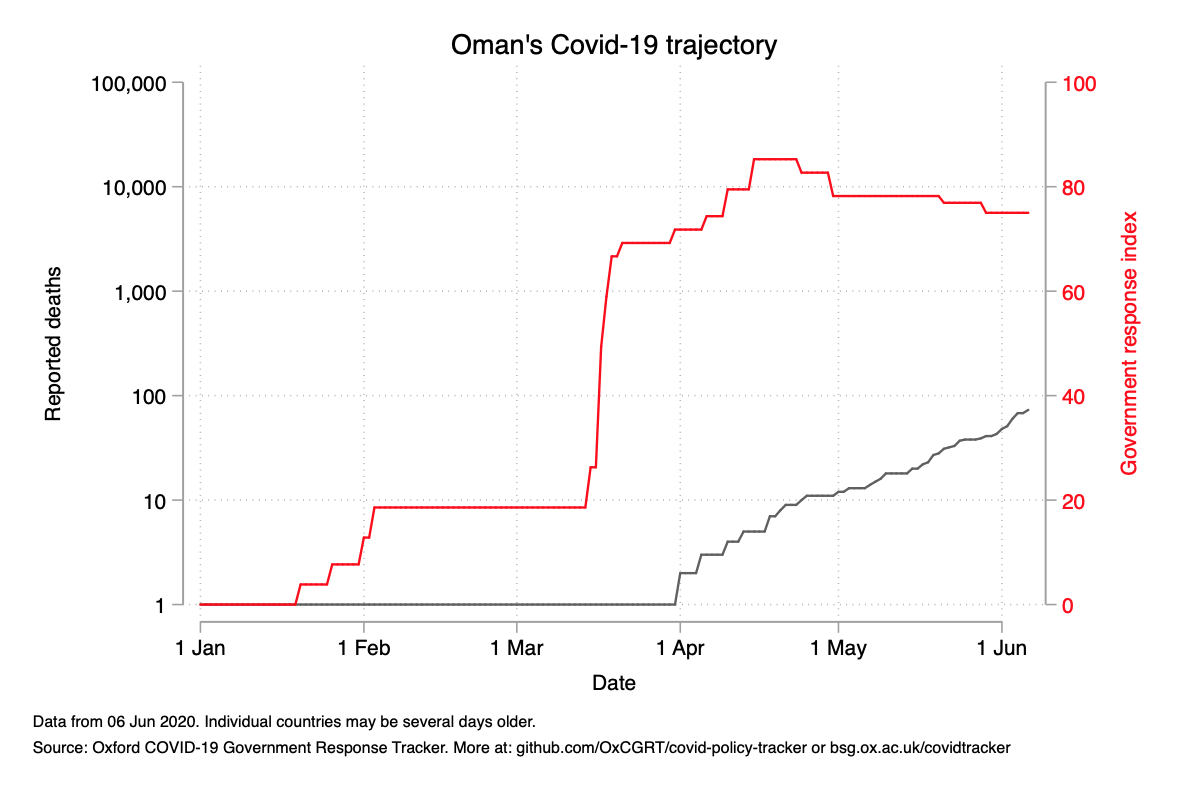 Oman's Covid-19 trajectory
100,000
10,000
1,000
100
10
1
Reported deaths
100
80
60
40
20
0
Government response index
1 Jan 1 Feb 1 Mar 1 Apr 1 May 1 Jun
Date
Data from 06 Jun 2020. Individual countries may be several days older.
Source: Oxford COVID-19 Government Response Tracker. More at: github.com/OxCGRT/covid-policy-tracker or bsg.ox.ac.uk/covidtracker